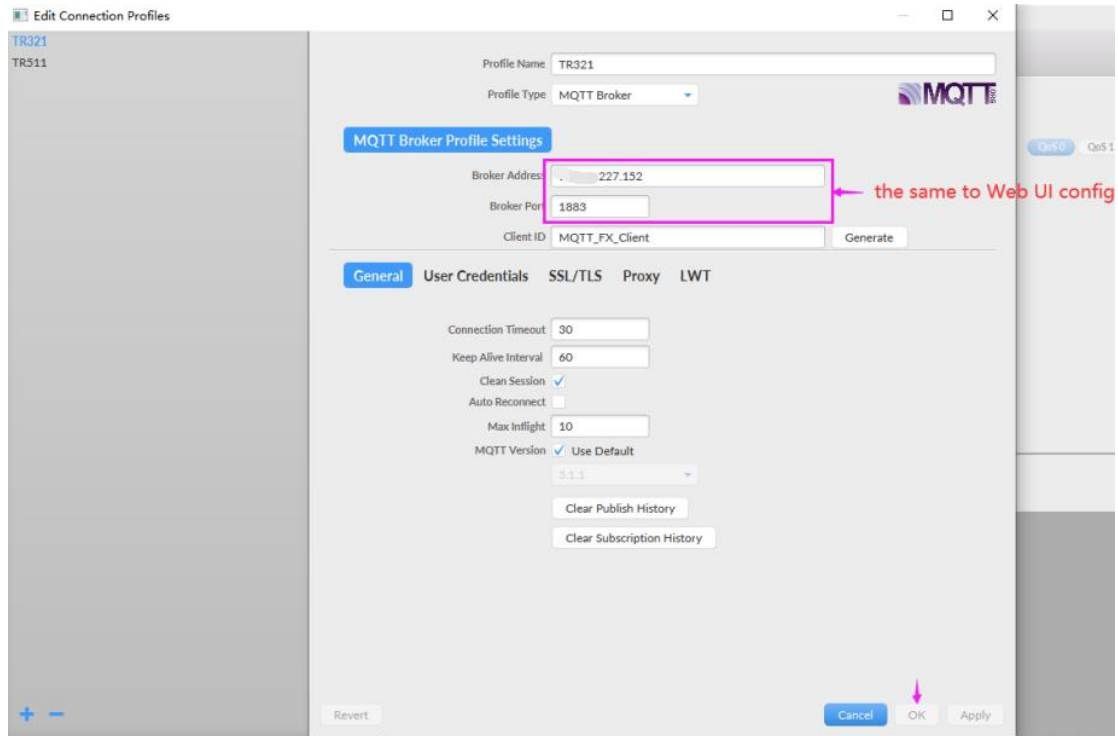 Edit Connection Profiles
TR321
TR511
Profile Name TR321
Profile Type MQTT Broker
MQTT
MQTT Broker Profile Settings
QoS 0 QoS 1
Broker Address . 227.152
the same to Web UI config
Broker Port 1883
Client ID MQTT_FX_Client Generate
General User Credentials SSL/TLS Proxy LWT
Connection Timeout 30
Keep Alive Interval 60
Clean Session
Auto Reconnect
Max Inflight 10
MQTT Version Use Default
3.1.1
Clear Publish History
Clear Subscription History
Revert Cancel OK Apply